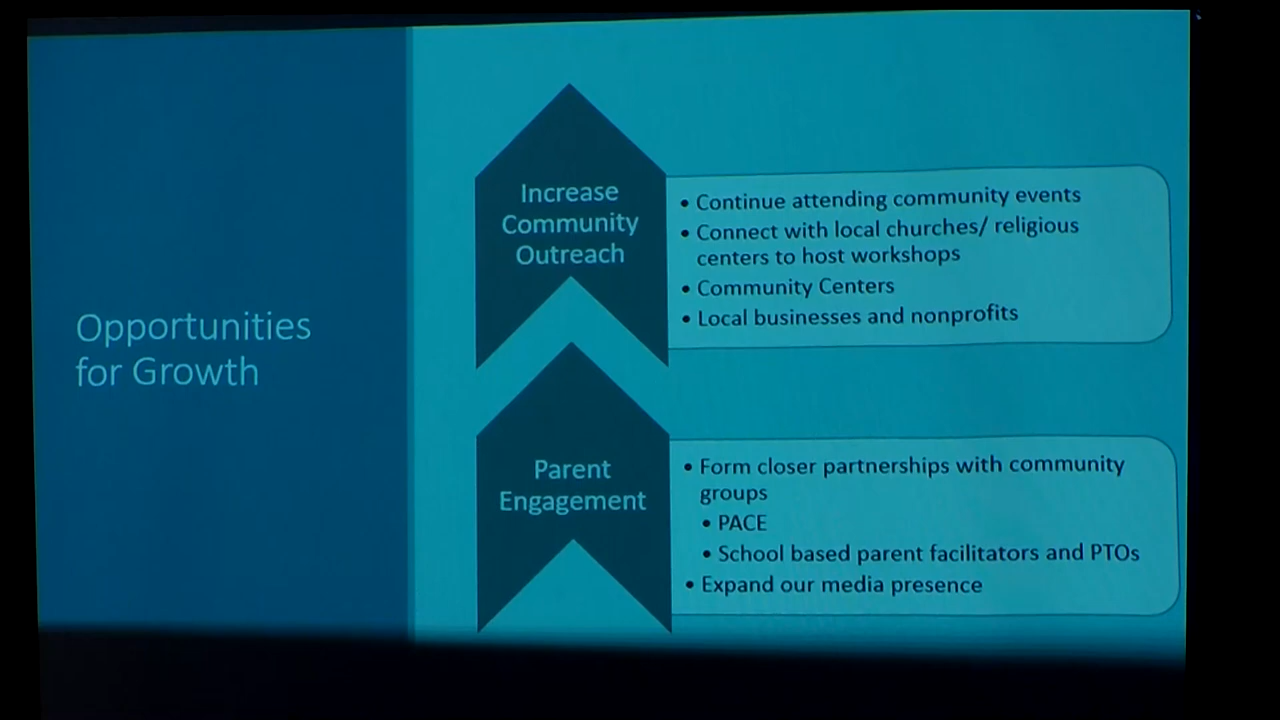 Opportunities
for Growth
Increase
Community
Outreach
• Continue attending community events
• Connect with local churches/ religious
centers to host workshops
• Community Centers
• Local businesses and nonprofits
Parent
Engagement
• Form closer partnerships with community
groups
• PACE
• School based parent facilitators and PTOs
• Expand our media presence